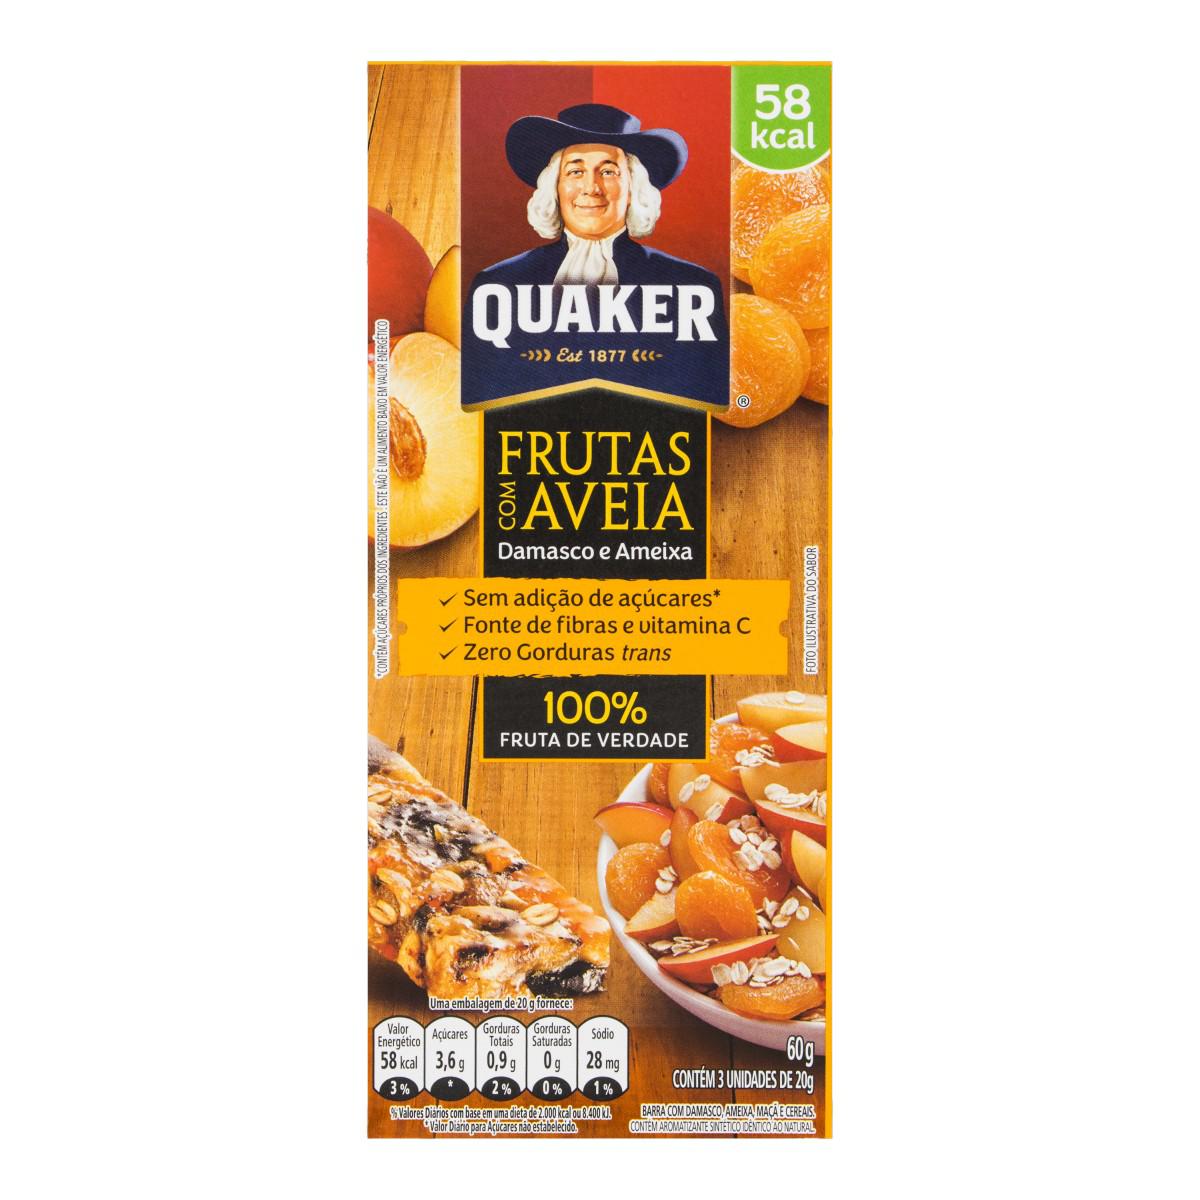 58
kcal
QUAKER
Est 1877
®
FRUTAS
COM
AVEIA
Damasco e Ameixa
✓ Sem adição de açúcares*
✓ Fonte de fibras e vitamina C
✓ Zero Gorduras trans
100%
FRUTA DE VERDADE
*CONTÉM AÇÚCARES PRÓPRIOS DOS INGREDIENTES - ESTE NÃO É UM ALIMENTO BAIXO EM VALOR ENERGÉTICO
FOTO ILUSTRATIVA DO SABOR
Uma embalagem de 20 g fornece:
Valor Energético 58 kcal 3%
Açúcares 3,6 g *
Gorduras Totais 0,9 g 2%
Gorduras Saturadas 0 g 0%
Sódio 28 mg 1%
% Valores Diários com base em uma dieta de 2.000 kcal ou 8.400 kJ.
*Valor Diário para Açúcares não estabelecido.
60 g
CONTÉM 3 UNIDADES DE 20g
BARRA COM DAMASCO, AMEIXA, MAÇÃ E CEREAIS.
CONTÉM AROMATIZANTE SINTÉTICO IDÊNTICO AO NATURAL.